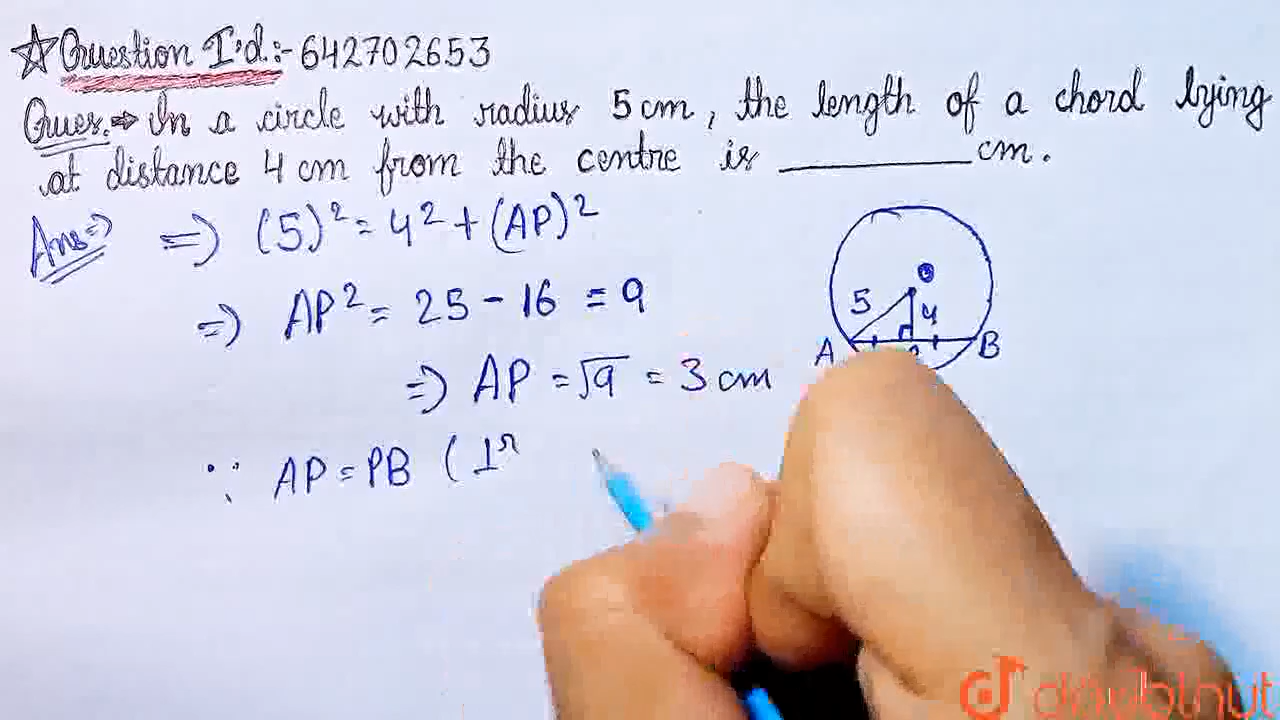 ☆ Question I'd:- 642702653
Ques.⇒ In a circle with radius 5 cm, the length of a chord lying
at distance 4 cm from the centre is ________ cm.
Ans⇒ ⇒ (5)² = 4² + (AP)²
⇒ AP² = 25 - 16 = 9
⇒ AP = √9 = 3 cm
∵ AP = PB (
5
4
A
B
doubtnut